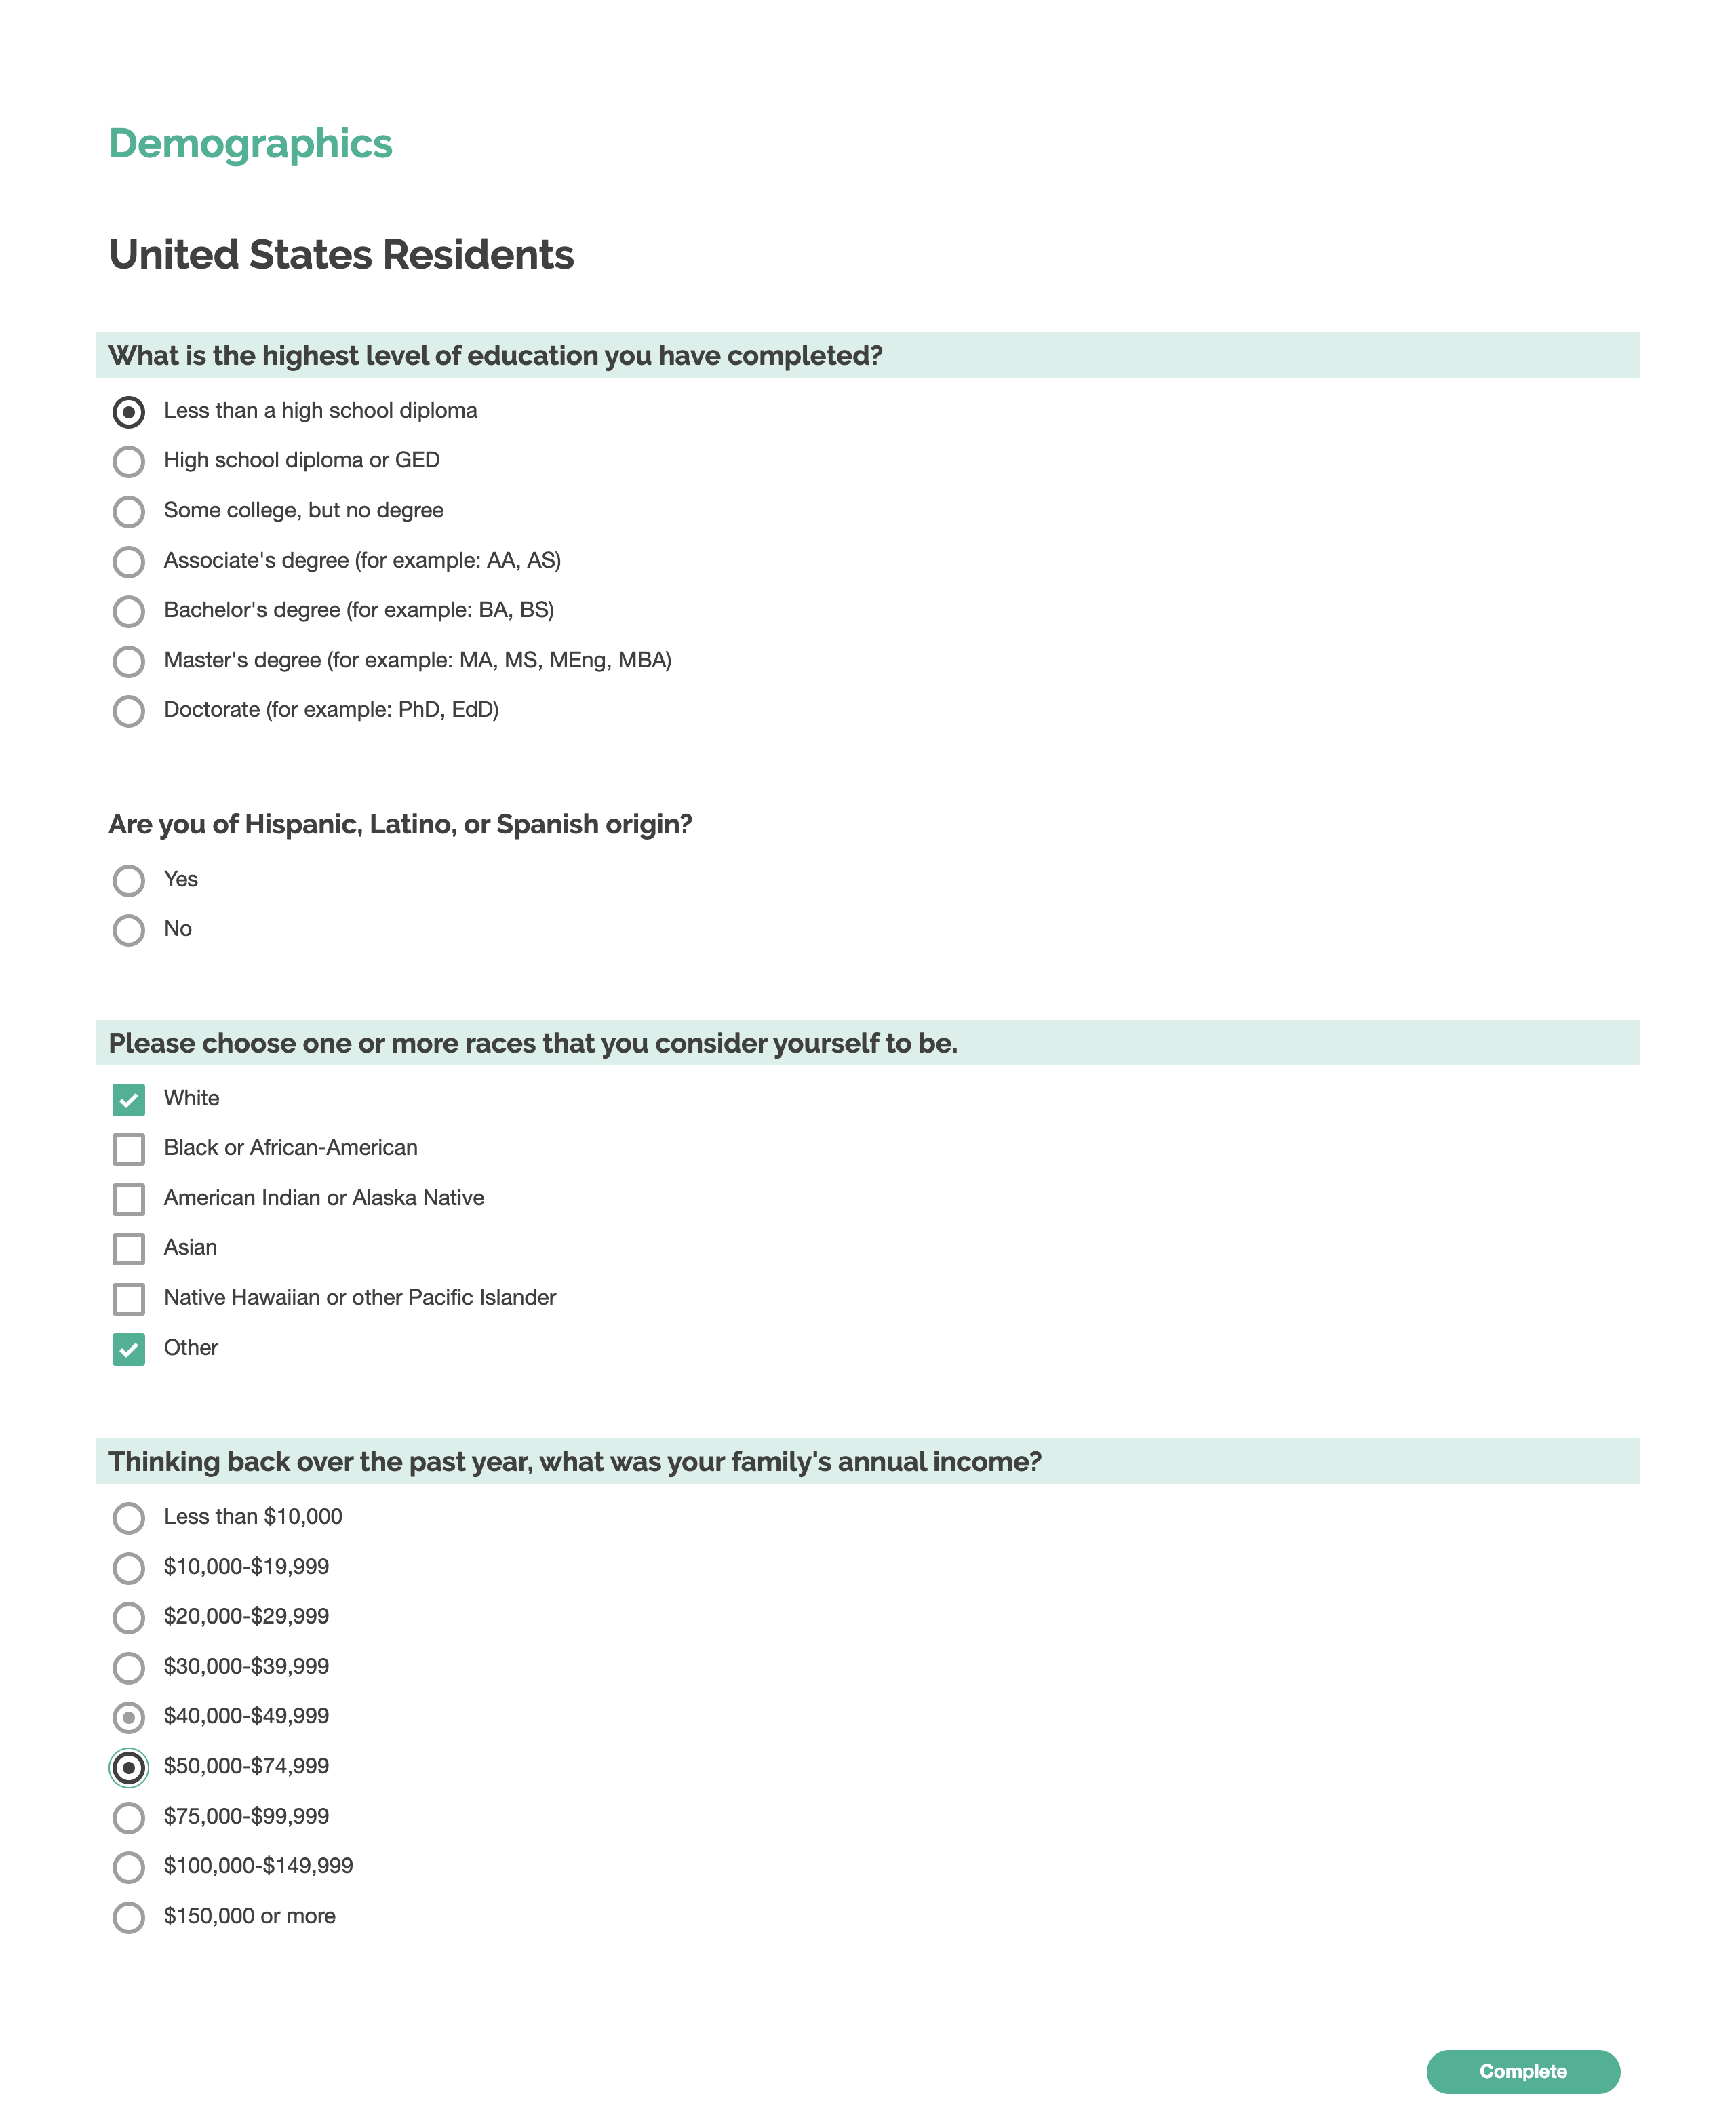 Demographics
United States Residents
What is the highest level of education you have completed?
Less than a high school diploma
High school diploma or GED
Some college, but no degree
Associate's degree (for example: AA, AS)
Bachelor's degree (for example: BA, BS)
Master's degree (for example: MA, MS, MEng, MBA)
Doctorate (for example: PhD, EdD)
Are you of Hispanic, Latino, or Spanish origin?
Yes
No
Please choose one or more races that you consider yourself to be.
White
Black or African-American
American Indian or Alaska Native
Asian
Native Hawaiian or other Pacific Islander
Other
Thinking back over the past year, what was your family's annual income?
Less than $10,000
$10,000-$19,999
$20,000-$29,999
$30,000-$39,999
$40,000-$49,999
$50,000-$74,999
$75,000-$99,999
$100,000-$149,999
$150,000 or more
Complete